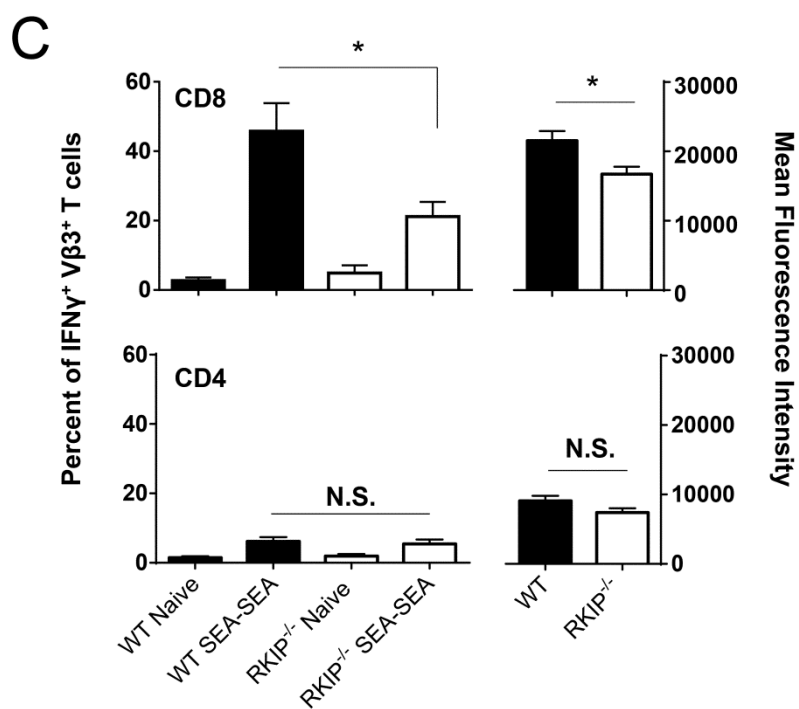 C
Percent of IFNγ⁺ Vβ3⁺ T cells
CD8
60
40
20
0
*
*
30000
20000
10000
0
Mean Fluorescence Intensity
CD4
60
40
20
0
N.S.
N.S.
30000
20000
10000
0
WT Naive
WT SEA-SEA
RKIP⁻/⁻ Naive
RKIP⁻/⁻ SEA-SEA
WT
RKIP⁻/⁻